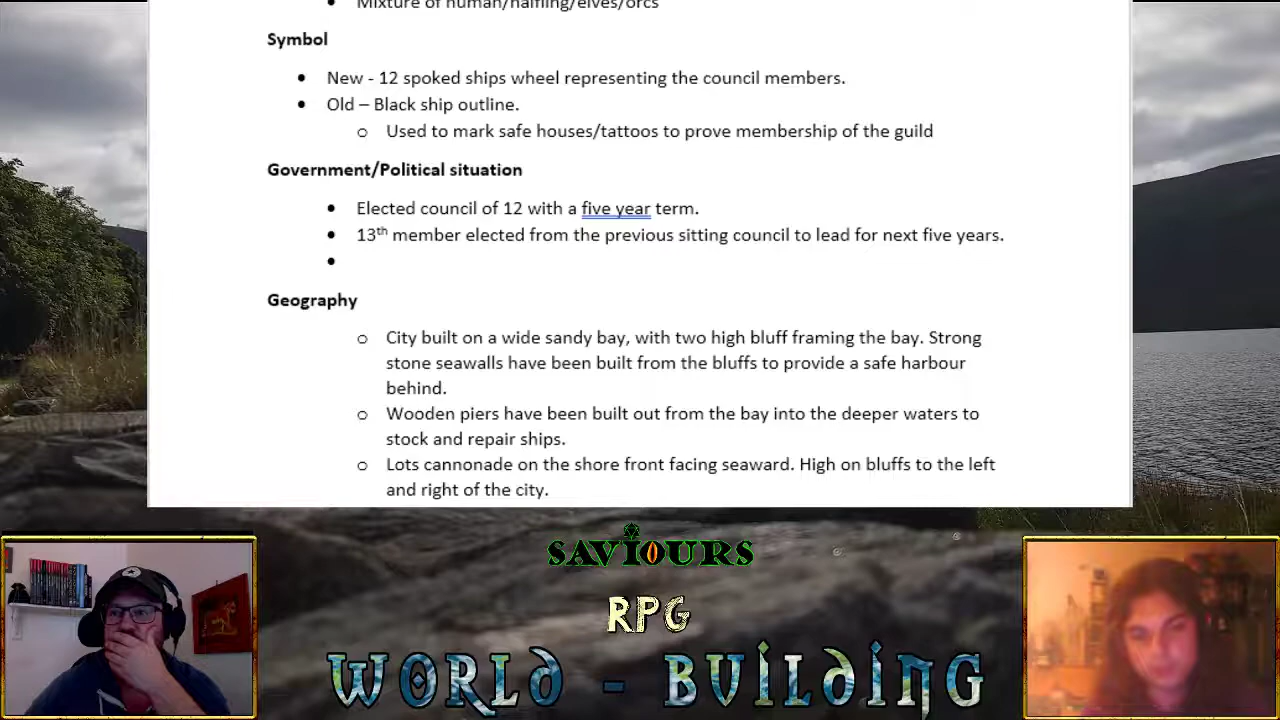 Mixture of human/halfling/elves/orcs
Symbol
• New - 12 spoked ships wheel representing the council members.
• Old – Black ship outline.
o Used to mark safe houses/tattoos to prove membership of the guild
Government/Political situation
• Elected council of 12 with a five year term.
• 13th member elected from the previous sitting council to lead for next five years.
•
Geography
o City built on a wide sandy bay, with two high bluff framing the bay. Strong
stone seawalls have been built from the bluffs to provide a safe harbour
behind.
o Wooden piers have been built out from the bay into the deeper waters to
stock and repair ships.
o Lots cannonade on the shore front facing seaward. High on bluffs to the left
and right of the city.
SAVIOURS
RPG
WORLD - BUILDING